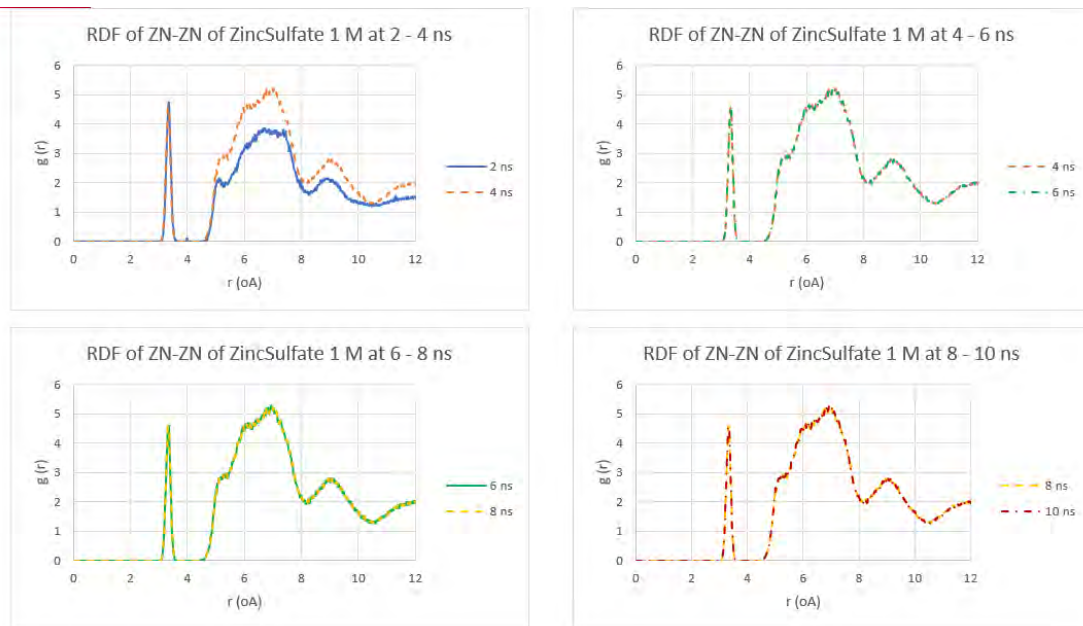 RDF of ZN-ZN of ZincSulfate 1 M at 2 - 4 ns
6
5
4
3
2
1
0
g (r)
0 2 4 6 8 10 12
r (oA)
2 ns
4 ns
RDF of ZN-ZN of ZincSulfate 1 M at 4 - 6 ns
6
5
4
3
2
1
0
g (r)
0 2 4 6 8 10 12
r (oA)
4 ns
6 ns
RDF of ZN-ZN of ZincSulfate 1 M at 6 - 8 ns
6
5
4
3
2
1
0
g (r)
0 2 4 6 8 10 12
r (oA)
6 ns
8 ns
RDF of ZN-ZN of ZincSulfate 1 M at 8 - 10 ns
6
5
4
3
2
1
0
g (r)
0 2 4 6 8 10 12
r (oA)
8 ns
10 ns